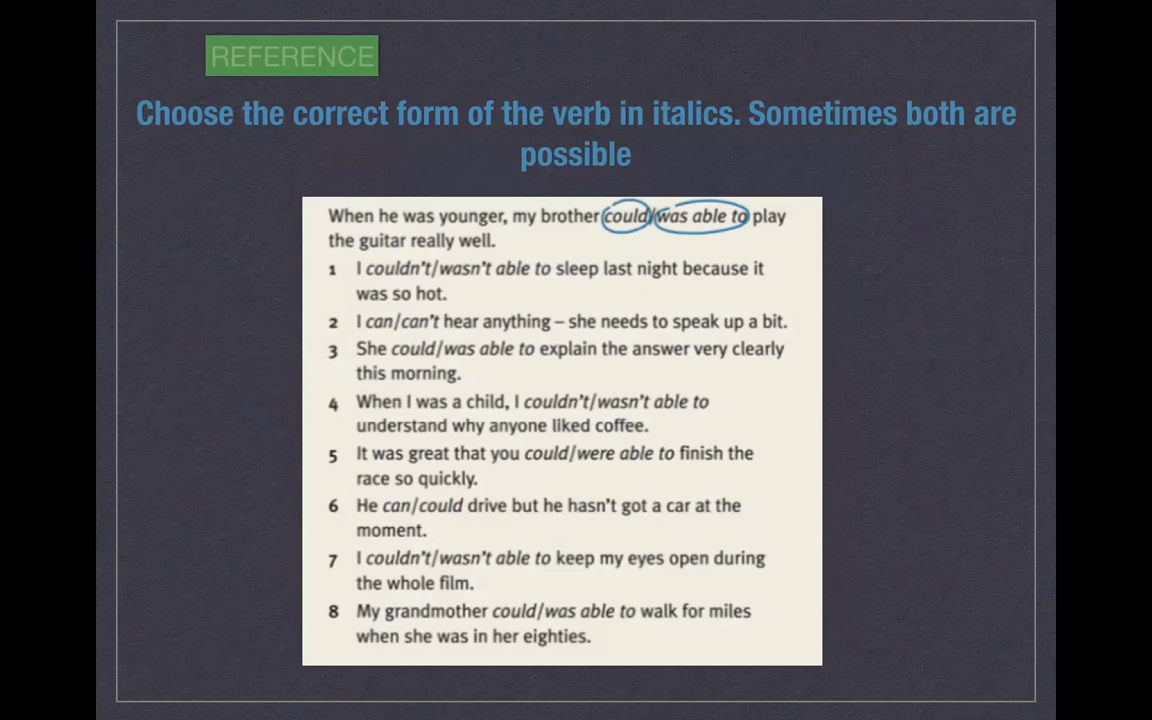 REFERENCE
Choose the correct form of the verb in italics. Sometimes both are
possible
When he was younger, my brother could/was able to play
the guitar really well.
1 I couldn't/wasn't able to sleep last night because it
was so hot.
2 I can/can't hear anything – she needs to speak up a bit.
3 She could/was able to explain the answer very clearly
this morning.
4 When I was a child, I couldn't/wasn't able to
understand why anyone liked coffee.
5 It was great that you could/were able to finish the
race so quickly.
6 He can/could drive but he hasn't got a car at the
moment.
7 I couldn't/wasn't able to keep my eyes open during
the whole film.
8 My grandmother could/was able to walk for miles
when she was in her eighties.